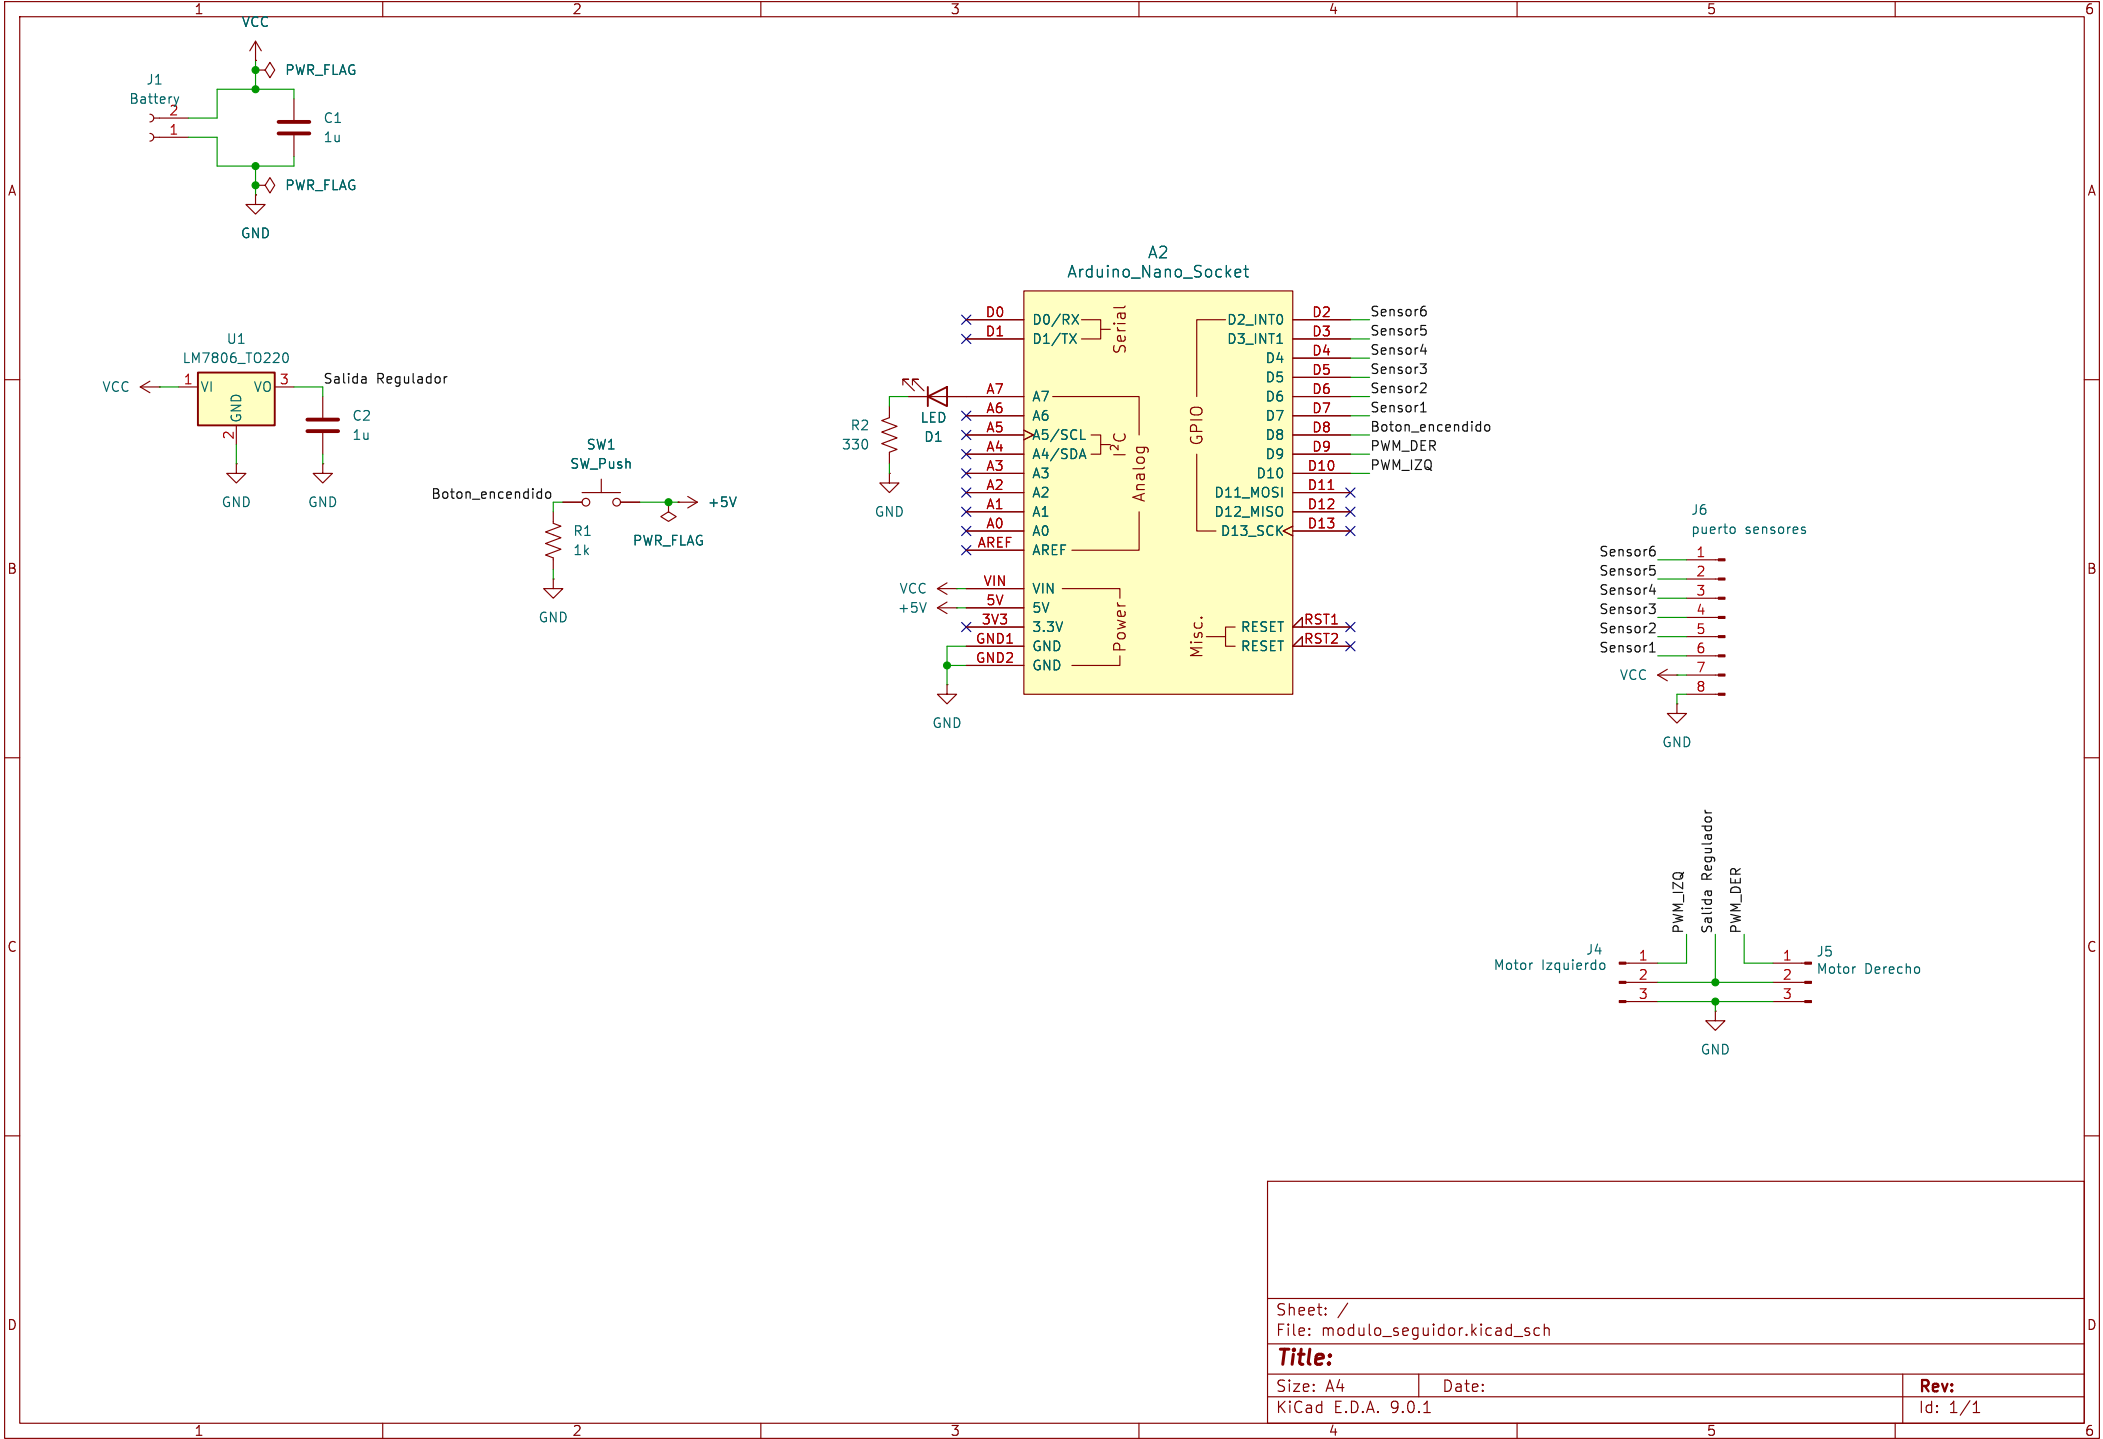 1 2 3 4 5 6
VCC
PWR_FLAG
J1
Battery
2
1
C1
1u
PWR_FLAG
GND
A
A
U1
LM7806_TO220
VCC
1
VI
VO
3
GND
2
Salida Regulador
C2
1u
GND
GND
SW1
SW_Push
Boton_encendido
+5V
R1
1k
PWR_FLAG
GND
A2
Arduino_Nano_Socket
D0
D0/RX
D1
D1/TX
Serial
A7
A7
A6
A6
A5
A5/SCL
A4
A4/SDA
I²C
A3
A3
A2
A2
A1
A1
A0
A0
AREF
AREF
Analog
LED
D1
R2
330
GND
VCC
VIN
VIN
+5V
5V
5V
3V3
3.3V
GND1
GND
GND2
GND
Power
GND
GPIO
D2_INT0
D2
Sensor6
D3_INT1
D3
Sensor5
D4
D4
Sensor4
D5
D5
Sensor3
D6
D6
Sensor2
D7
D7
Sensor1
D8
D8
Boton_encendido
D9
D9
PWM_DER
D10
D10
PWM_IZQ
D11_MOSI
D11
D12_MISO
D12
D13_SCK
D13
Misc.
RESET
RST1
RESET
RST2
B
B
J6
puerto sensores
Sensor6
1
Sensor5
2
Sensor4
3
Sensor3
4
Sensor2
5
Sensor1
6
VCC
7
8
GND
C
C
PWM_IZQ
Salida Regulador
PWM_DER
J4
Motor Izquierdo
1
2
3
J5
Motor Derecho
1
2
3
GND
D
D
Sheet: /
File: modulo_seguidor.kicad_sch
Title:
Size: A4
Date:
Rev:
KiCad E.D.A. 9.0.1
Id: 1/1
1 2 3 4 5 6